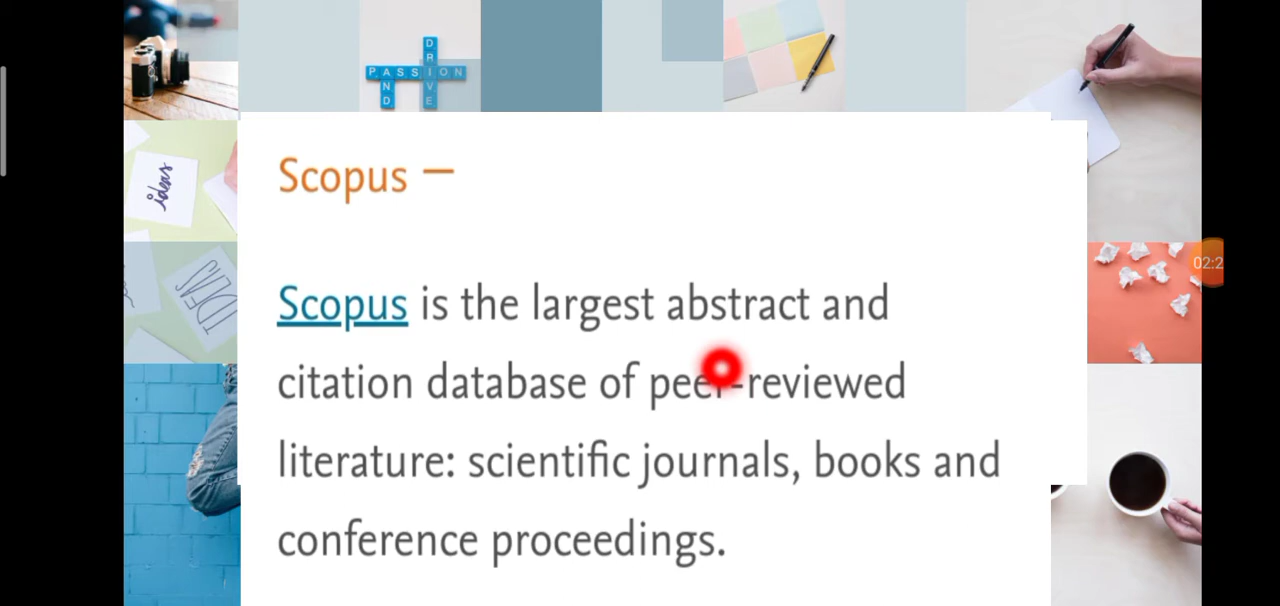 DRIVE
PASSION
AND
ideas
IDEAS
Scopus –
Scopus is the largest abstract and
citation database of peer-reviewed
literature: scientific journals, books and
conference proceedings.
02:2